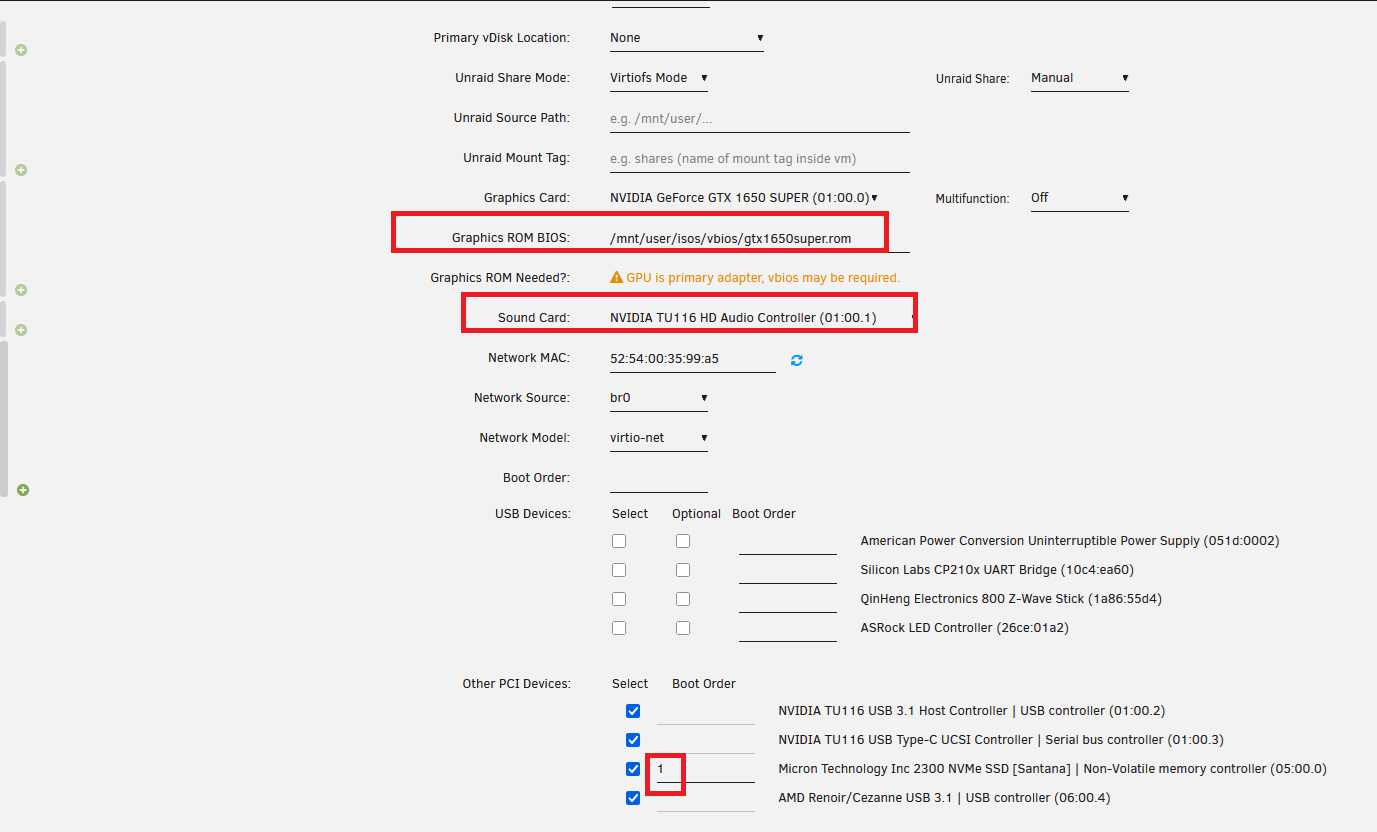 Primary vDisk Location: None
Unraid Share Mode: Virtiofs Mode Unraid Share: Manual
Unraid Source Path: e.g. /mnt/user/...
Unraid Mount Tag: e.g. shares (name of mount tag inside vm)
Graphics Card: NVIDIA GeForce GTX 1650 SUPER (01:00.0) Multifunction: Off
Graphics ROM BIOS: /mnt/user/isos/vbios/gtx1650super.rom
Graphics ROM Needed?: GPU is primary adapter, vbios may be required.
Sound Card: NVIDIA TU116 HD Audio Controller (01:00.1)
Network MAC: 52:54:00:35:99:a5
Network Source: br0
Network Model: virtio-net
Boot Order:
USB Devices: Select Optional Boot Order
American Power Conversion Uninterruptible Power Supply (051d:0002)
Silicon Labs CP210x UART Bridge (10c4:ea60)
QinHeng Electronics 800 Z-Wave Stick (1a86:55d4)
ASRock LED Controller (26ce:01a2)
Other PCI Devices: Select Boot Order
NVIDIA TU116 USB 3.1 Host Controller | USB controller (01:00.2)
NVIDIA TU116 USB Type-C UCSI Controller | Serial bus controller (01:00.3)
1 Micron Technology Inc 2300 NVMe SSD [Santana] | Non-Volatile memory controller (05:00.0)
AMD Renoir/Cezanne USB 3.1 | USB controller (06:00.4)